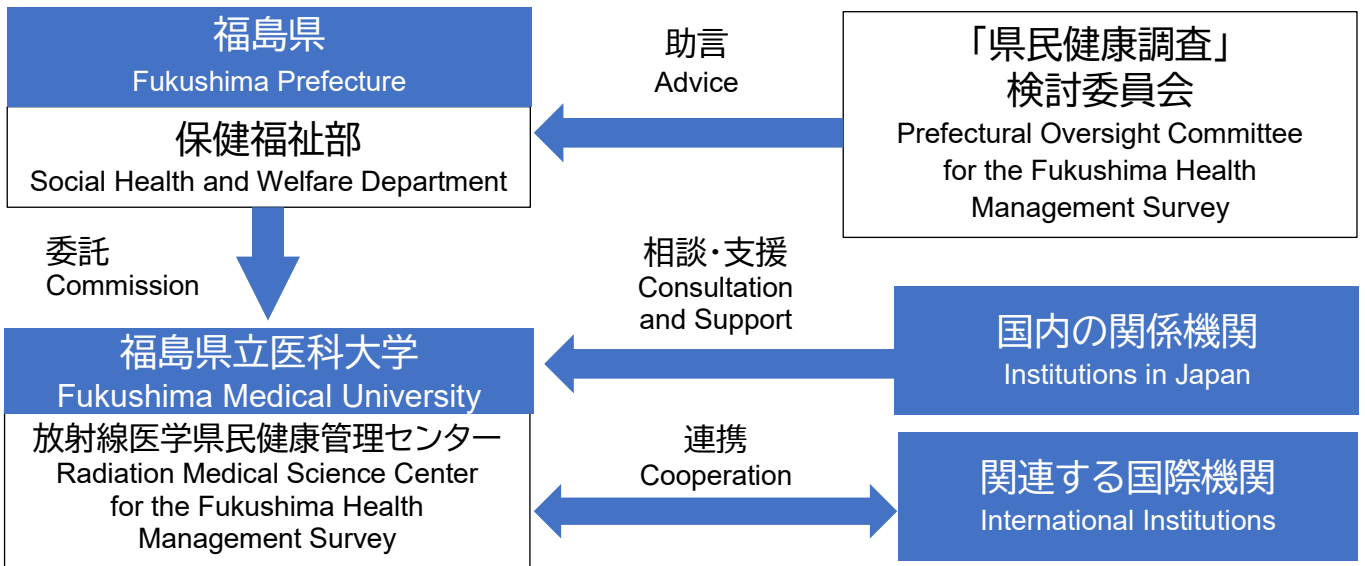 福島県
Fukushima Prefecture
保健福祉部
Social Health and Welfare Department
助言
Advice
「県民健康調査」
検討委員会
Prefectural Oversight Committee
for the Fukushima Health
Management Survey
委託
Commission
相談・支援
Consultation
and Support
福島県立医科大学
Fukushima Medical University
放射線医学県民健康管理センター
Radiation Medical Science Center
for the Fukushima Health
Management Survey
国内の関係機関
Institutions in Japan
連携
Cooperation
関連する国際機関
International Institutions